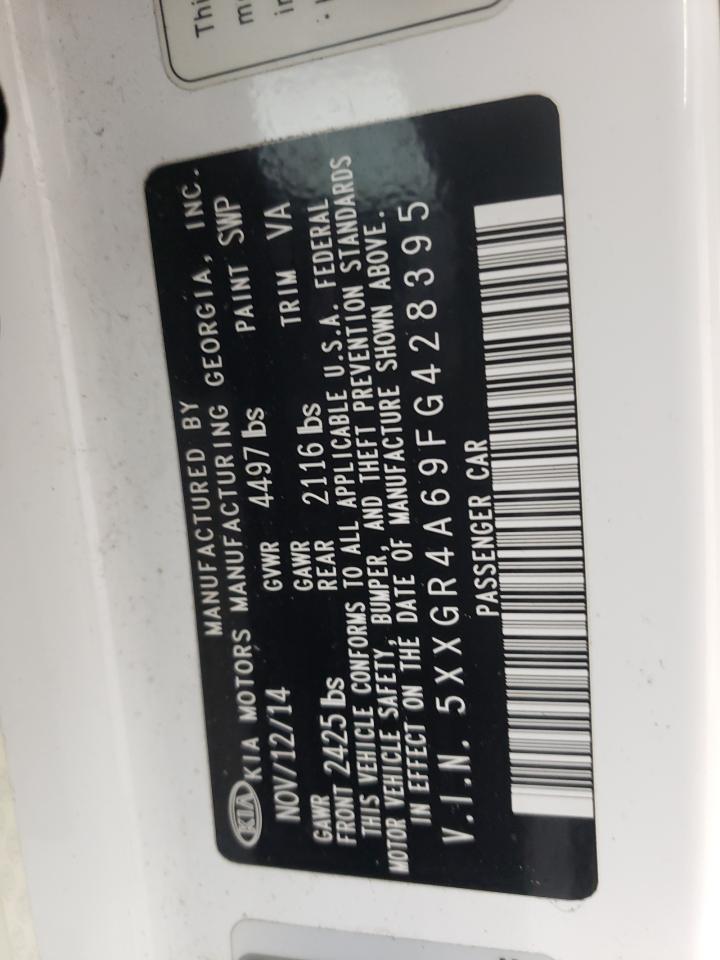 This
MANUFACTURED BY
KIA KIA MOTORS MANUFACTURING GEORGIA, INC.
NOV/12/14 GVWR 4497 lbs PAINT SWP
GAWR FRONT 2425 lbs GAWR REAR 2116 lbs TRIM VA
THIS VEHICLE CONFORMS TO ALL APPLICABLE U.S.A. FEDERAL
MOTOR VEHICLE SAFETY, BUMPER, AND THEFT PREVENTION STANDARDS
IN EFFECT ON THE DATE OF MANUFACTURE SHOWN ABOVE.
V.I.N. 5XXGR4A69FG428395
PASSENGER CAR